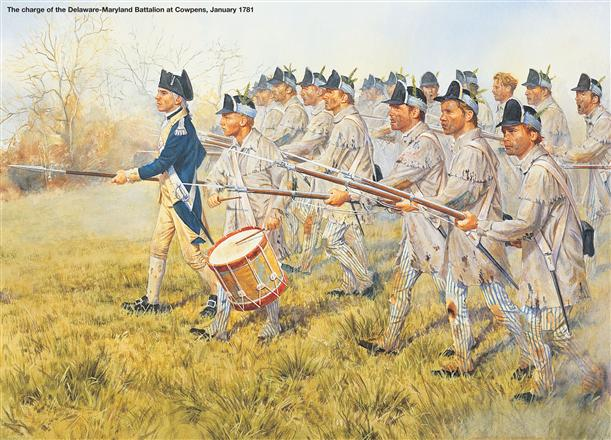 The charge of the Delaware-Maryland Battalion at Cowpens, January 1781